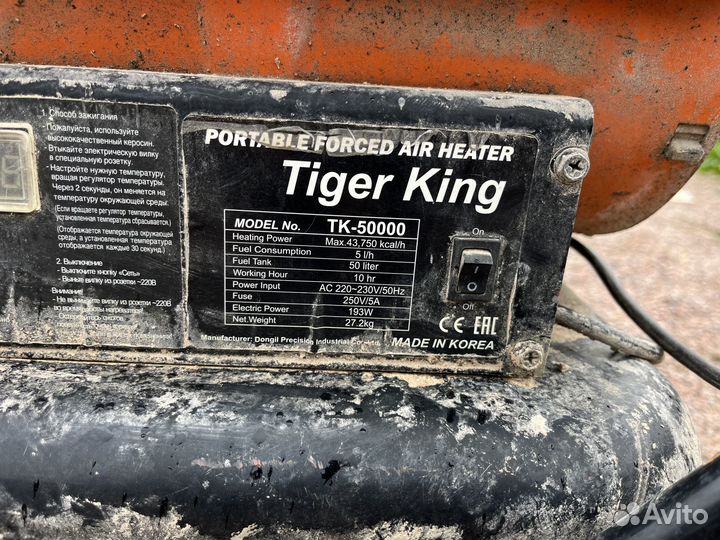 1. Способ зажигания
Пожалуйста, используйте
высококачественный керосин.
- Втыкайте электрическую вилку
в специальную розетку.
- Настройте нужную температуру,
вращая регулятор температуры,
Через 2 секунды, он меняется на
температуру окружающей среды.
(Если вращаете регулятор температуры,
установленная температура сбрасывается.)
(Отображается температура окружающей
среды, а установленная температура
отображается каждые 30 секунд.)
2. Выключение
- Выключите кнопку «Сеть»
- Выньте вилку из розетки ~220В
Внимание!
- Не вынимайте вилку из розетки ~220В
во время работы нагревателя!
PORTABLE FORCED AIR HEATER
Tiger King
MODEL No. TK-50000
Heating Power Max.43,750 kcal/h
Fuel Consumption 5 l/h
Fuel Tank 50 liter
Working Hour 10 hr
Power Input AC 220~230V/50Hz
Fuse 250V/5A
Electric Power 193W
Net.Weight 27.2kg
Manufacturer: Dongil Precision Industrial Co., Ltd.
MADE IN KOREA
On
Off
CE EAC
Avito